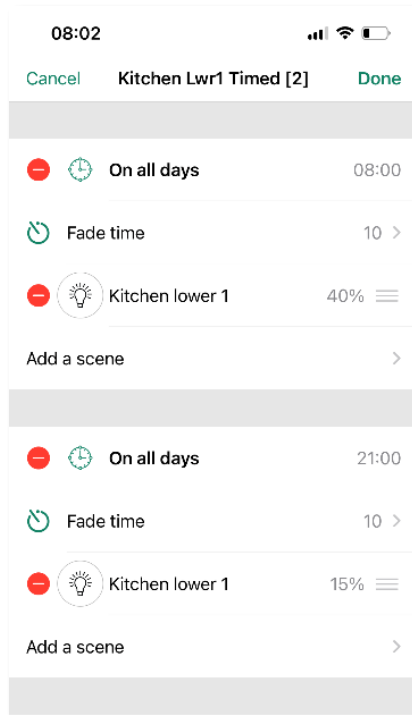 08:02
Cancel Kitchen Lwr1 Timed [2] Done
On all days 08:00
Fade time 10
Kitchen lower 1 40%
Add a scene
On all days 21:00
Fade time 10
Kitchen lower 1 15%
Add a scene